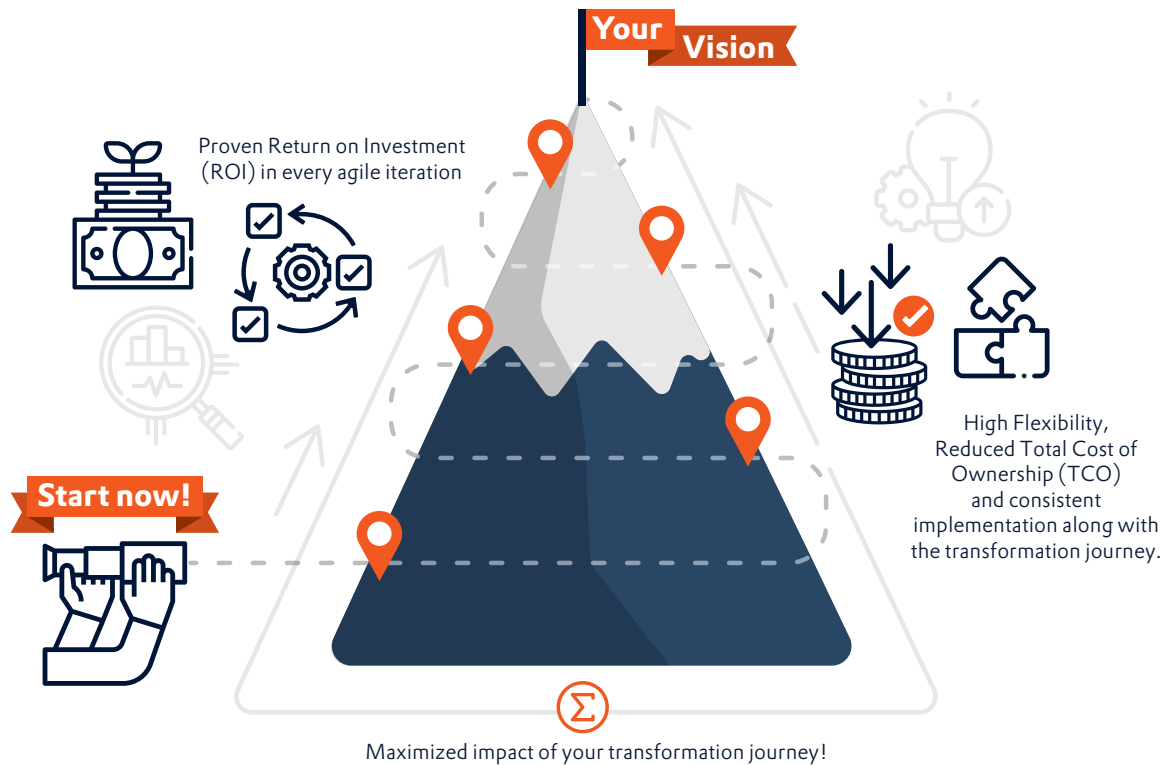 Your
Vision
Proven Return on Investment
(ROI) in every agile iteration
High Flexibility,
Reduced Total Cost of
Ownership (TCO)
and consistent
implementation along with
the transformation journey.
Start now!
Σ
Maximized impact of your transformation journey!